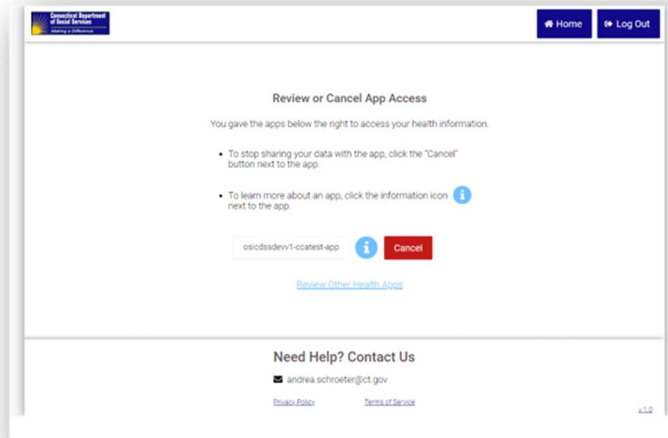 Connecticut Department
of Social Services
Making a Difference
Home
Log Out
Review or Cancel App Access
You gave the apps below the right to access your health information.
• To stop sharing your data with the app, click the "Cancel"
button next to the app.
• To learn more about an app, click the information icon
next to the app.
osicdssdevv1-ccatest-app
Cancel
Review Other Health Apps
Need Help? Contact Us
andrea.schroeter@ct.gov
Privacy Policy
Terms of Service
v 1.0